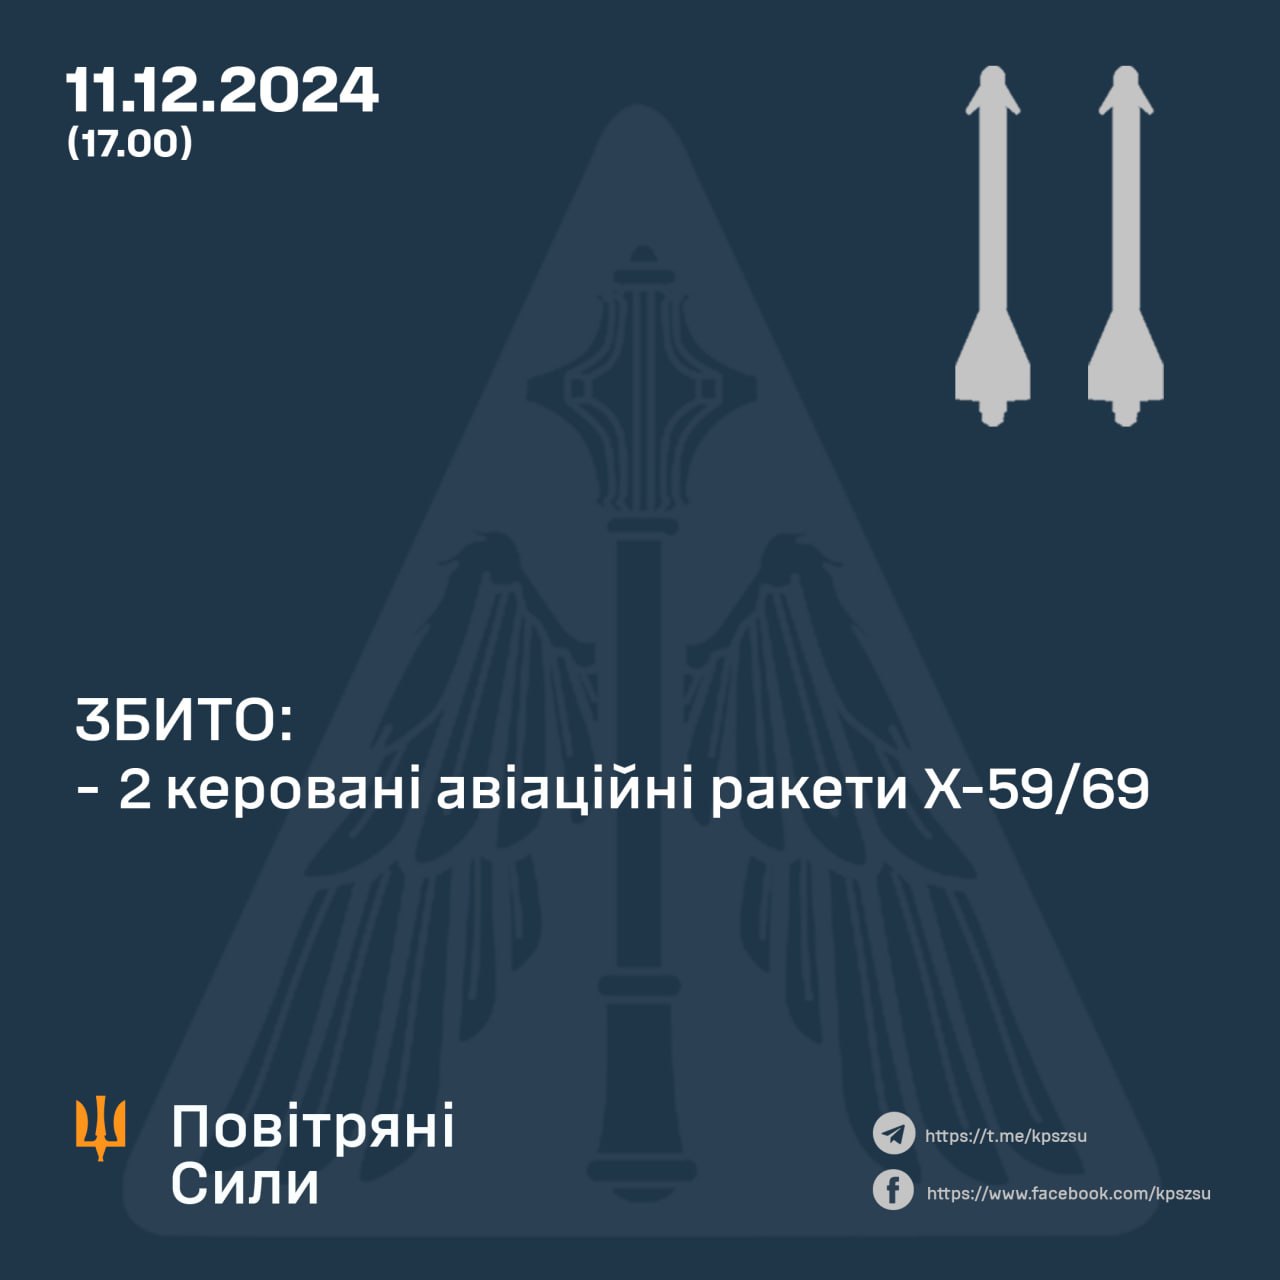 11.12.2024
(17.00)
ЗБИТО:
- 2 керовані авіаційні ракети Х-59/69
Повітряні
Сили
https://t.me/kpszsu
https://www.facebook.com/kpszsu